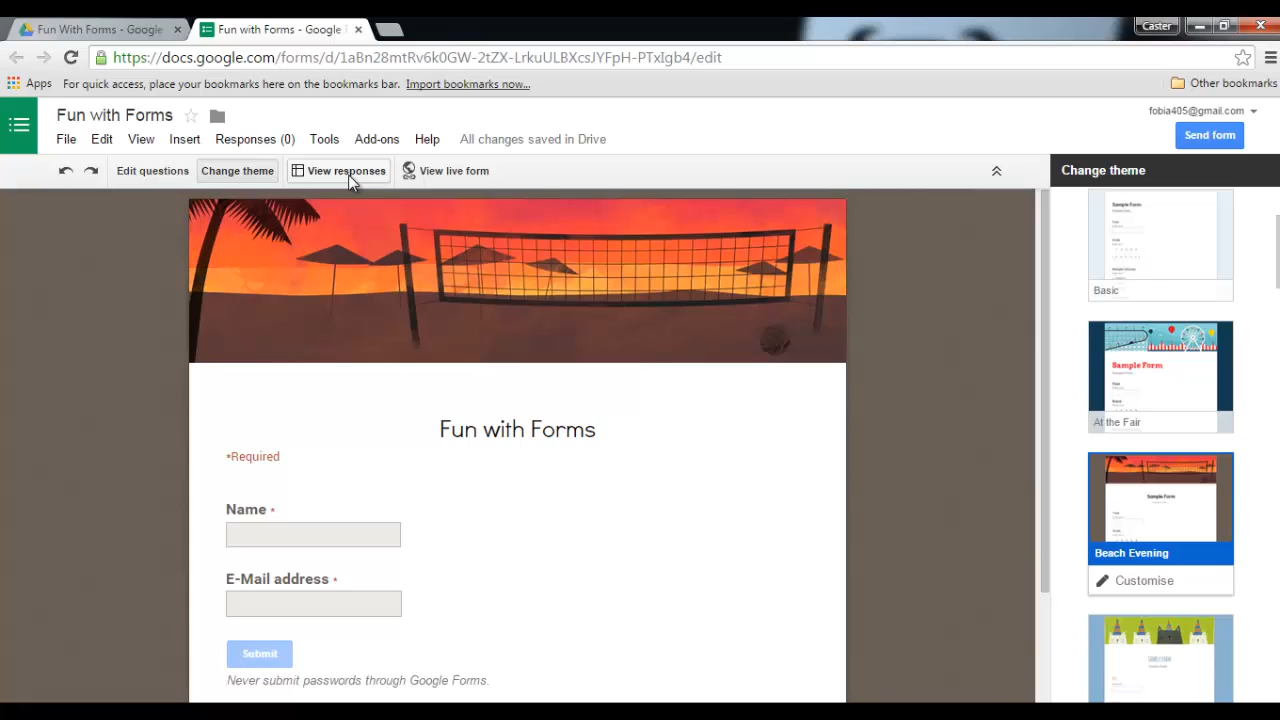 Fun With Forms - Google
Fun with Forms - Google
Caster
https://docs.google.com/forms/d/1aBn28mtRv6k0GW-2tZX-LrkuULBXcsJYFpH-PTxIgb4/edit
Apps For quick access, place your bookmarks here on the bookmarks bar. Import bookmarks now... Other bookmarks
Fun with Forms
fobia405@gmail.com
File Edit View Insert Responses (0) Tools Add-ons Help All changes saved in Drive
Send form
Edit questions Change theme View responses View live form
Change theme
Sample Form
Basic
Sample Form
At the Fair
Sample Form
Beach Evening
Customise
Fun with Forms
*Required
Name *
E-Mail address *
Submit
Never submit passwords through Google Forms.